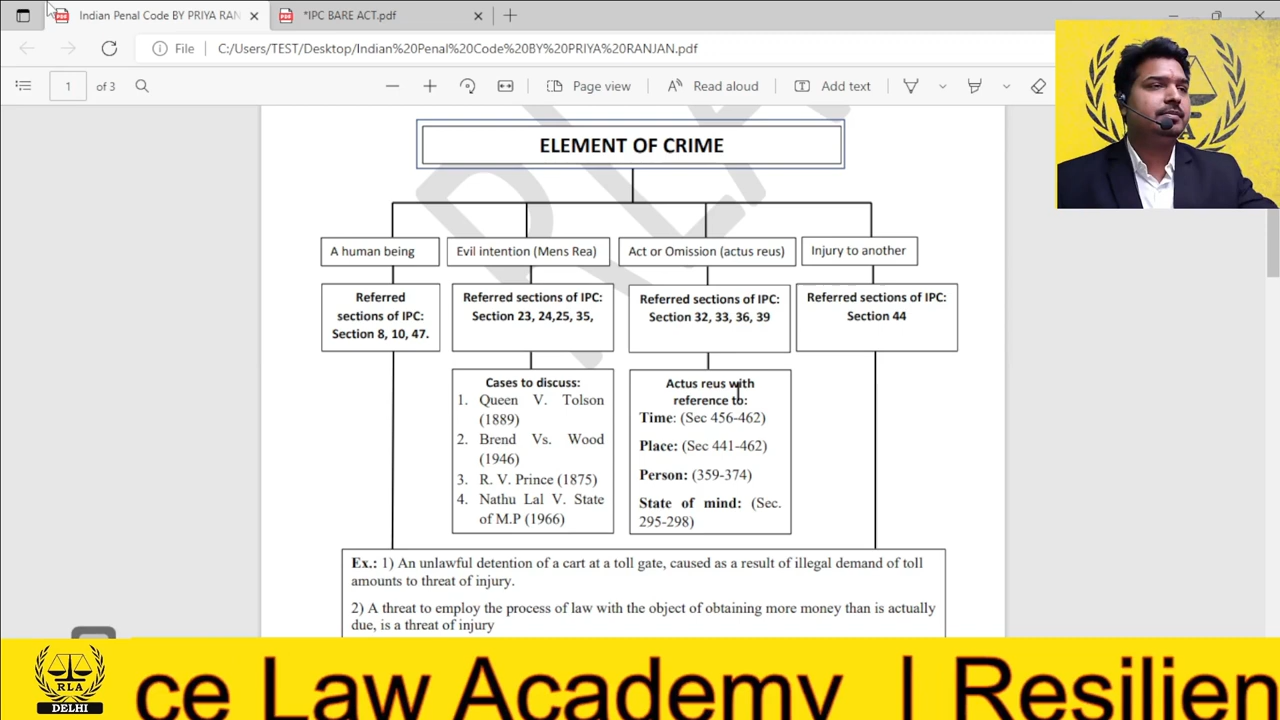 Indian Penal Code BY PRIYA RAN
*IPC BARE ACT.pdf
File
C:/Users/TEST/Desktop/Indian%20Penal%20Code%20BY%20PRIYA%20RANJAN.pdf
1 of 3
Page view
Read aloud
Add text
RLA
ELEMENT OF CRIME
A human being
Evil intention (Mens Rea)
Act or Omission (actus reus)
Injury to another
Referred
sections of IPC:
Section 8, 10, 47.
Referred sections of IPC:
Section 23, 24,25, 35,
Referred sections of IPC:
Section 32, 33, 36, 39
Referred sections of IPC:
Section 44
Cases to discuss:
1. Queen V. Tolson
(1889)
2. Brend Vs. Wood
(1946)
3. R. V. Prince (1875)
4. Nathu Lal V. State
of M.P (1966)
Actus reus with
reference to:
Time: (Sec 456-462)
Place: (Sec 441-462)
Person: (359-374)
State of mind: (Sec.
295-298)
Ex.: 1) An unlawful detention of a cart at a toll gate, caused as a result of illegal demand of toll
amounts to threat of injury.
2) A threat to employ the process of law with the object of obtaining more money than is actually
due, is a threat of injury
RLA
DELHI
ce Law Academy | Resilien